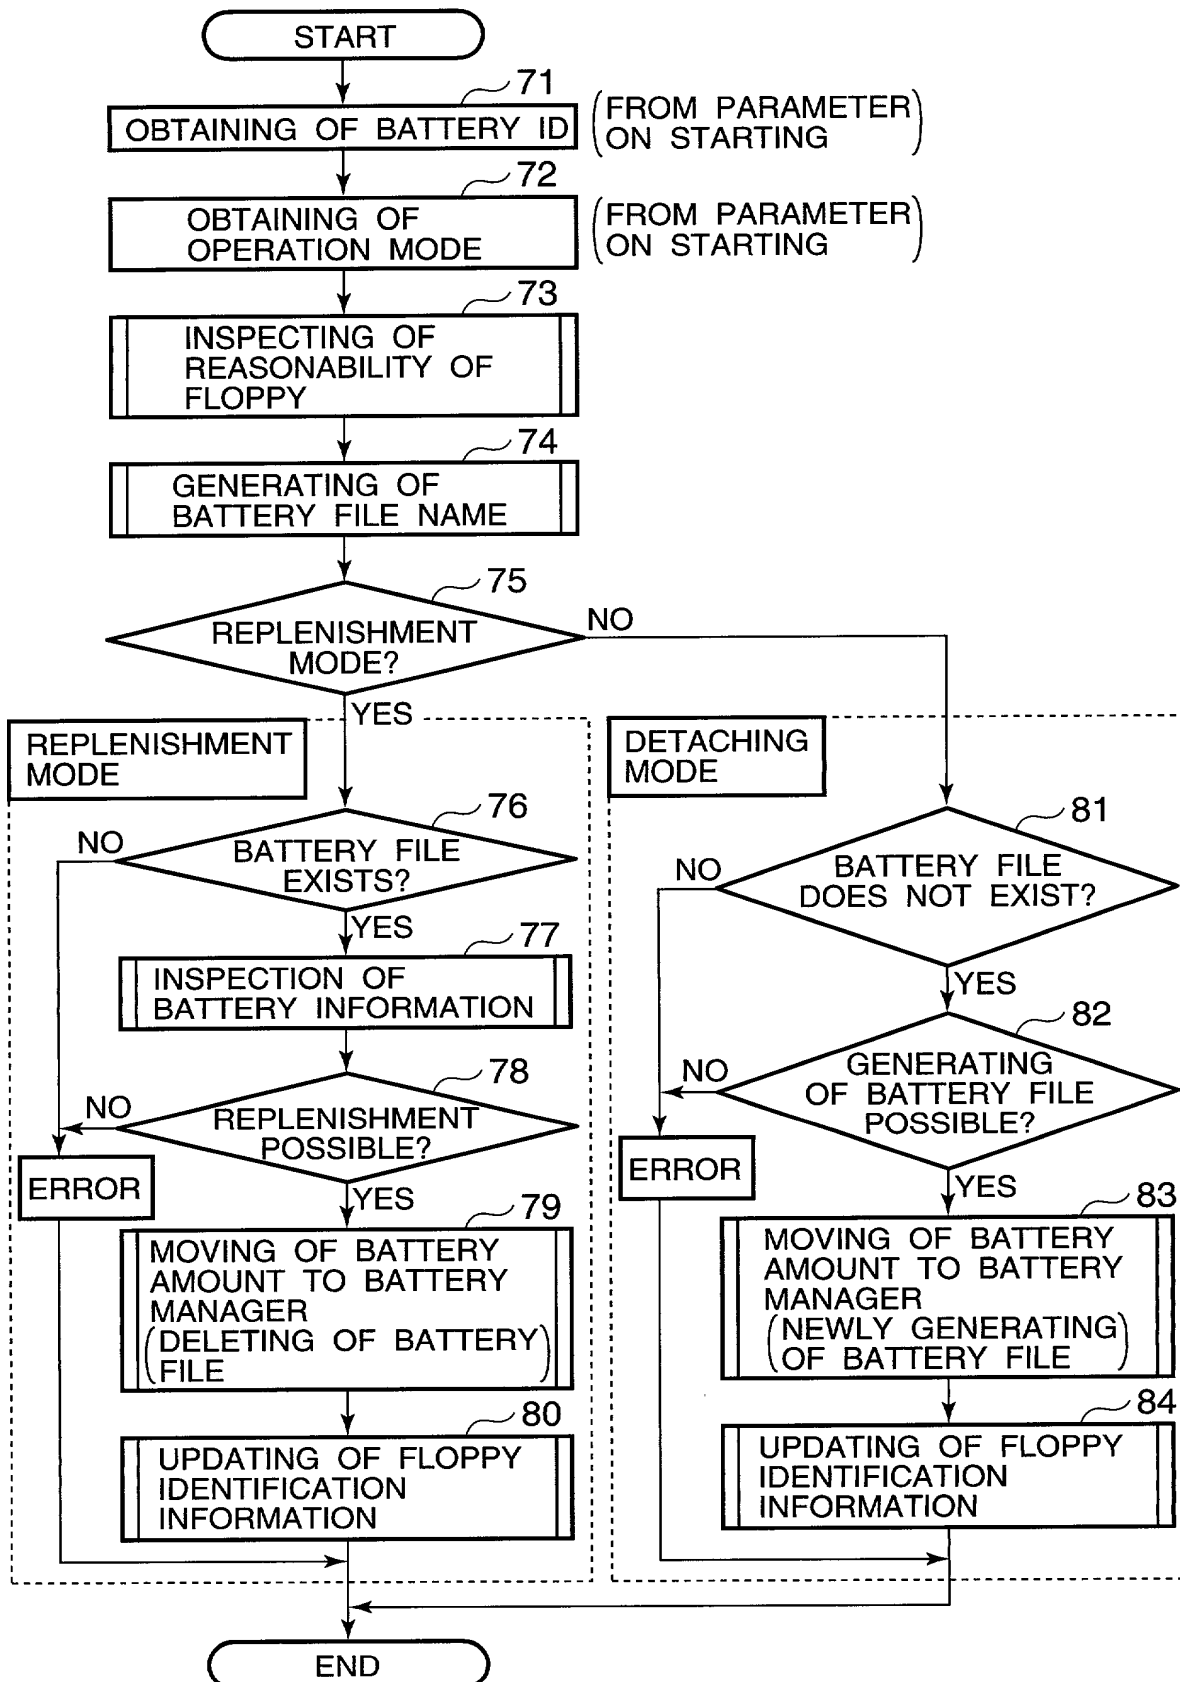 START
71
OBTAINING OF BATTERY ID
(FROM PARAMETER
ON STARTING)
72
OBTAINING OF
OPERATION MODE
(FROM PARAMETER
ON STARTING)
73
INSPECTING OF
REASONABILITY OF
FLOPPY
74
GENERATING OF
BATTERY FILE NAME
75
REPLENISHMENT
MODE?
NO
YES
REPLENISHMENT
MODE
76
BATTERY FILE
EXISTS?
NO
YES
77
INSPECTION OF
BATTERY INFORMATION
78
REPLENISHMENT
POSSIBLE?
NO
ERROR
YES
79
MOVING OF BATTERY
AMOUNT TO BATTERY
MANAGER
(DELETING OF BATTERY
FILE)
80
UPDATING OF FLOPPY
IDENTIFICATION
INFORMATION
DETACHING
MODE
81
BATTERY FILE
DOES NOT EXIST?
NO
YES
82
GENERATING
OF BATTERY FILE
POSSIBLE?
NO
ERROR
YES
83
MOVING OF BATTERY
AMOUNT TO BATTERY
MANAGER
(NEWLY GENERATING
OF BATTERY FILE)
84
UPDATING OF FLOPPY
IDENTIFICATION
INFORMATION
END